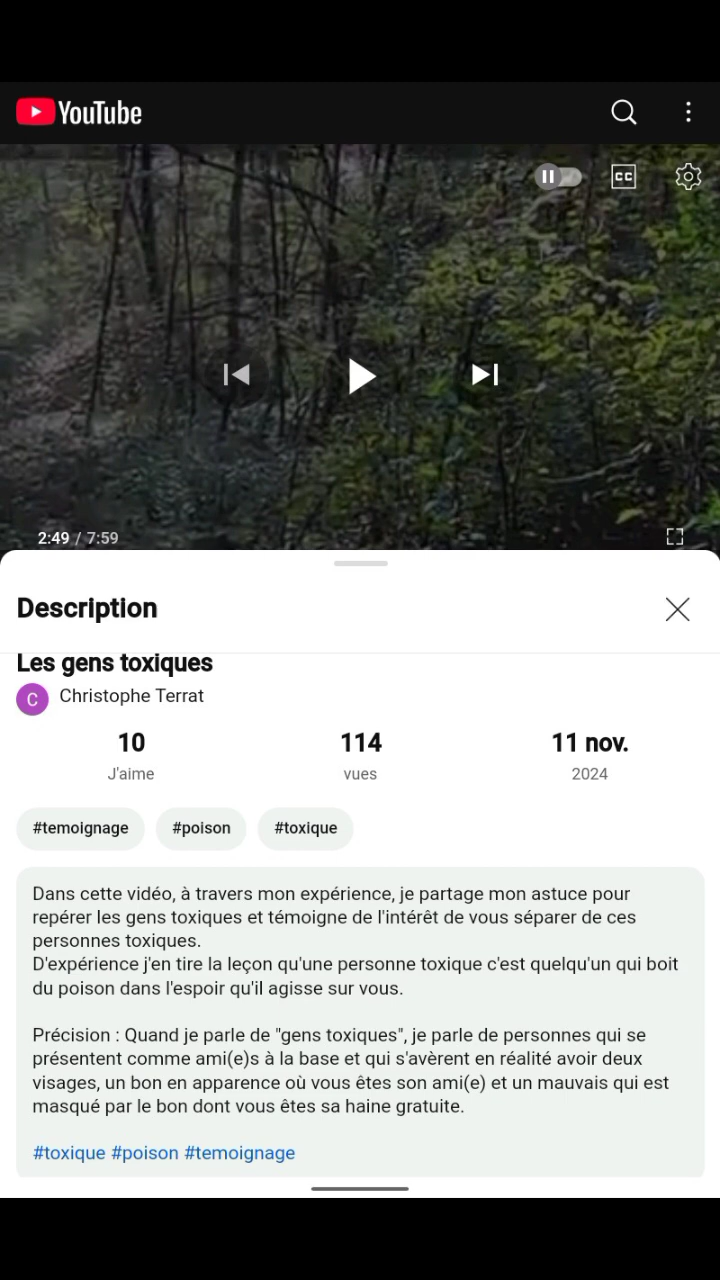 YouTube
CC
2:49 / 7:59
Description
Les gens toxiques
C
Christophe Terrat
10
114
11 nov.
J'aime
vues
2024
#temoignage
#poison
#toxique
Dans cette vidéo, à travers mon expérience, je partage mon astuce pour
repérer les gens toxiques et témoigne de l'intérêt de vous séparer de ces
personnes toxiques.
D'expérience j'en tire la leçon qu'une personne toxique c'est quelqu'un qui boit
du poison dans l'espoir qu'il agisse sur vous.
Précision : Quand je parle de "gens toxiques", je parle de personnes qui se
présentent comme ami(e)s à la base et qui s'avèrent en réalité avoir deux
visages, un bon en apparence où vous êtes son ami(e) et un mauvais qui est
masqué par le bon dont vous êtes sa haine gratuite.
#toxique #poison #temoignage